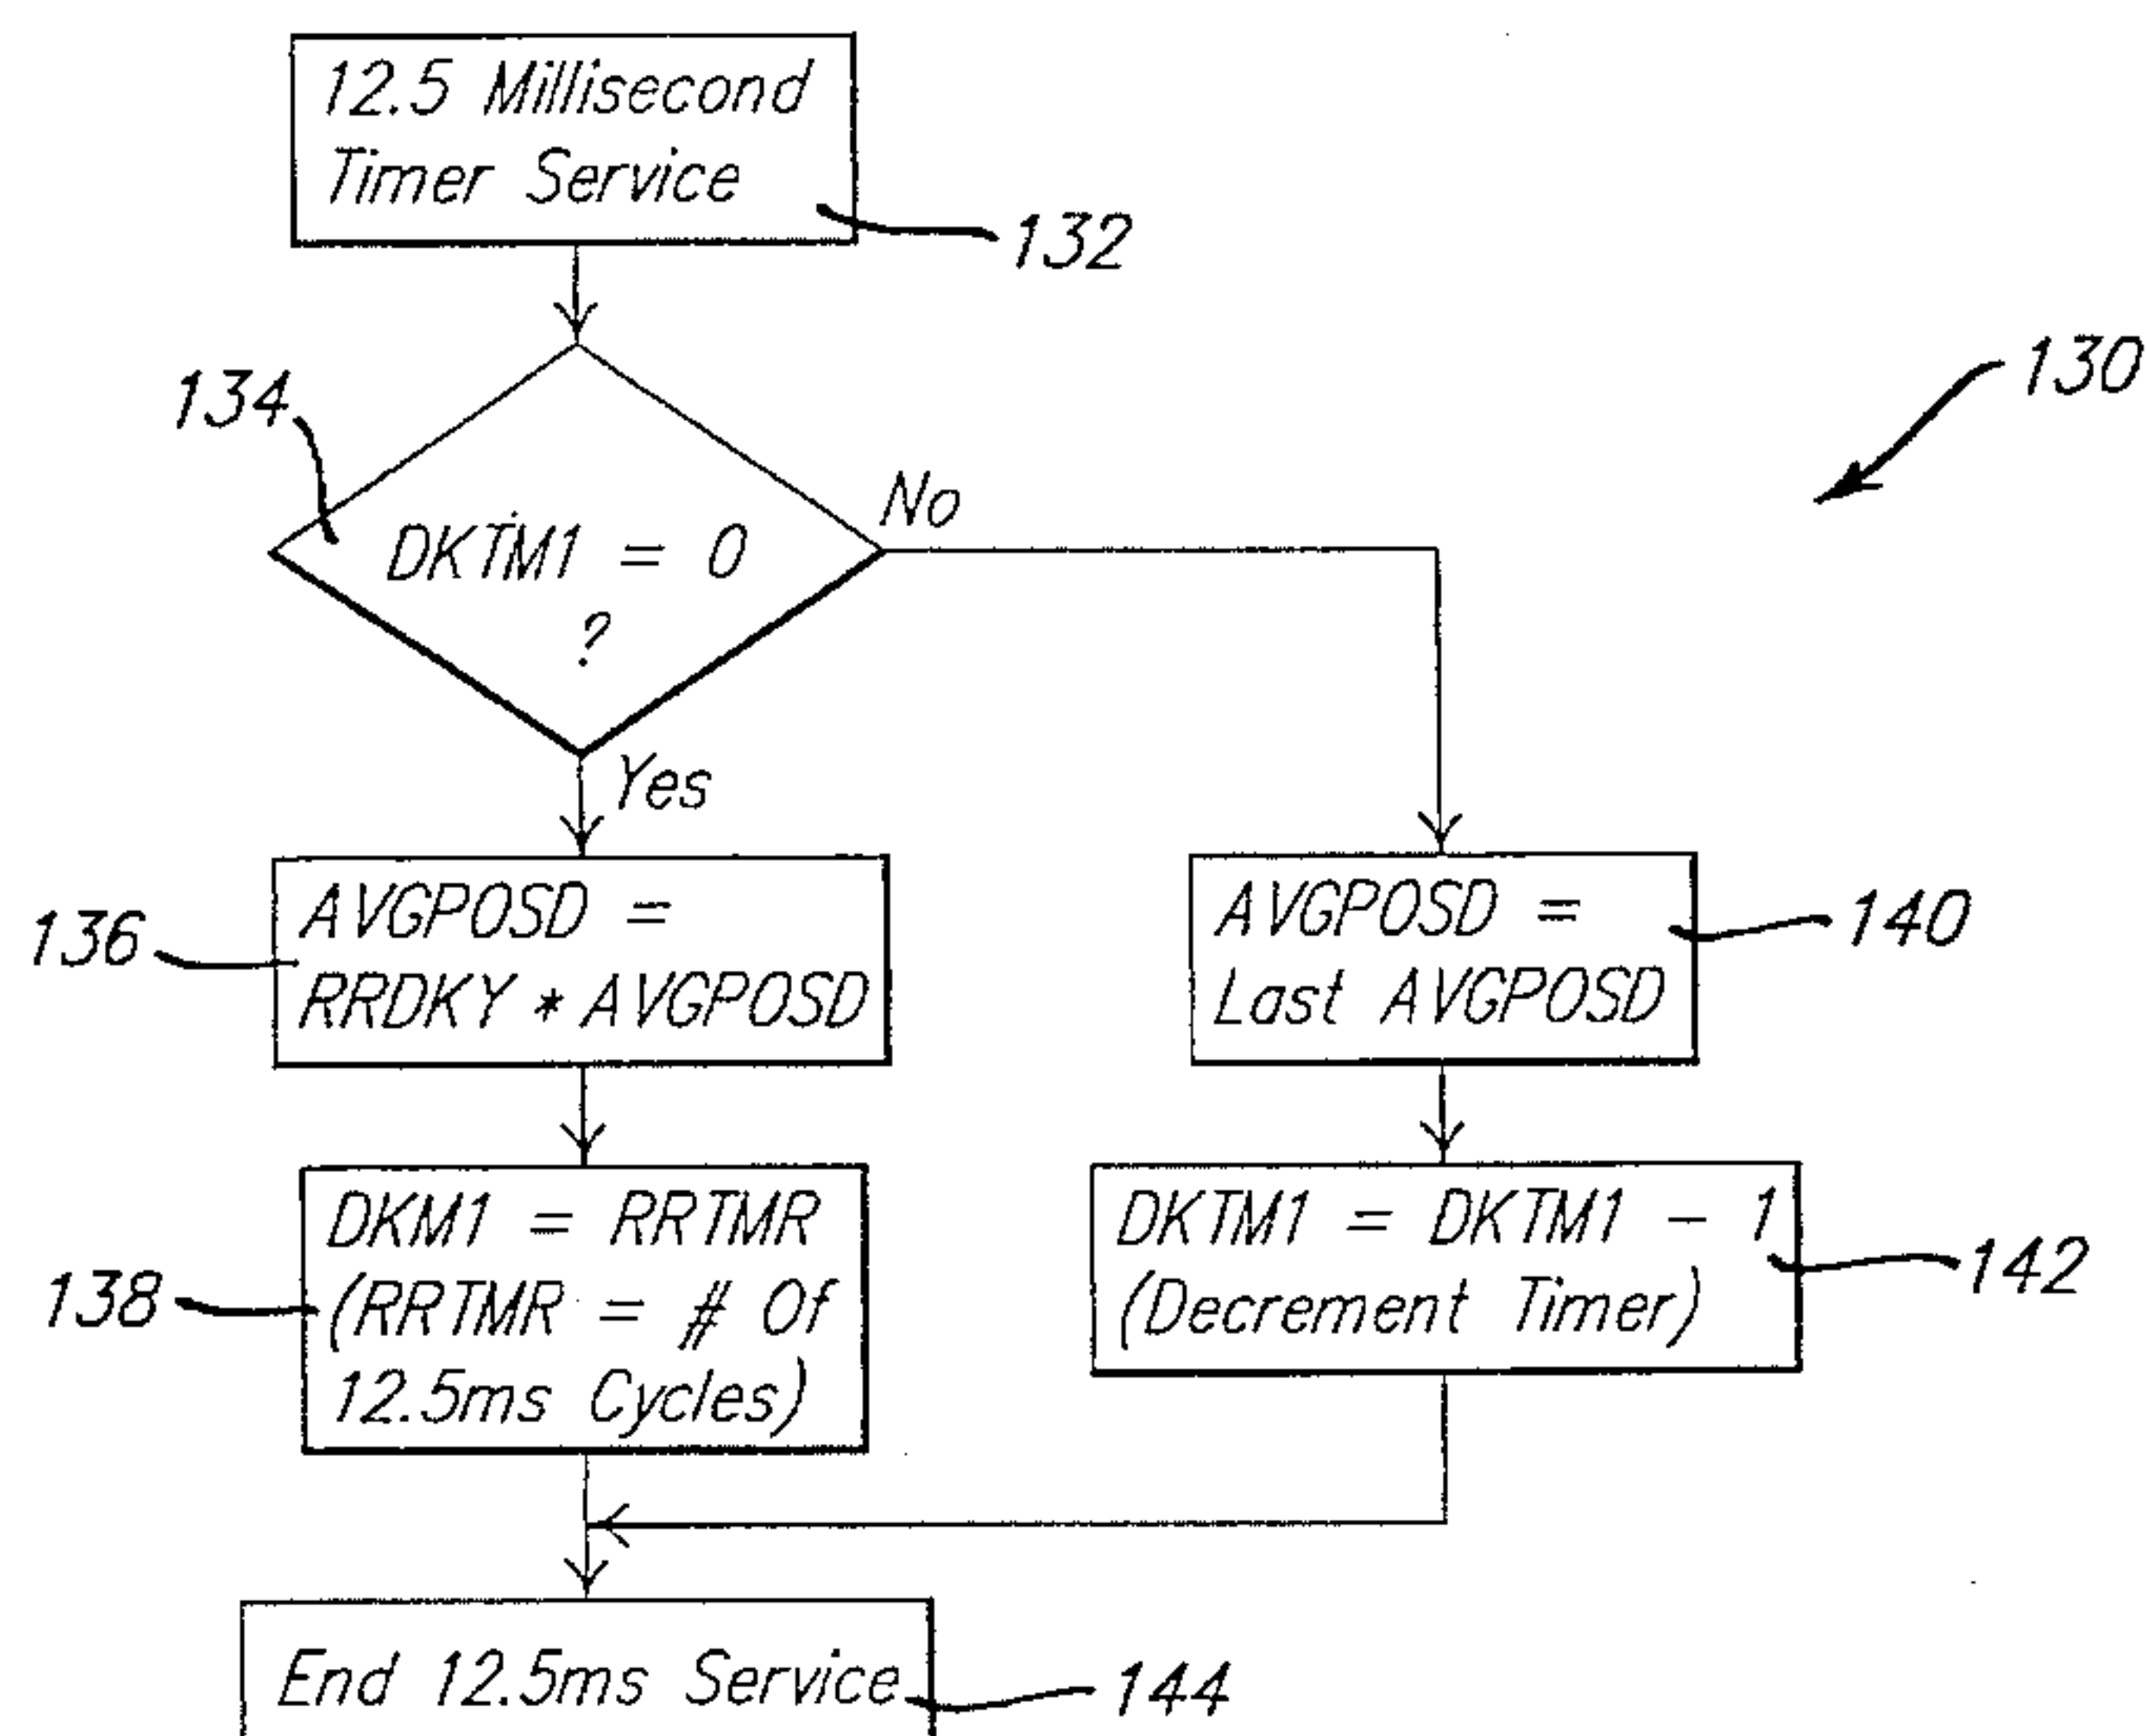 12.5 Millisecond
Timer Service
132
130
134
No
DKTM1 = 0
?
Yes
136
AVGPOSD =
RRDKY * AVGPOSD
AVGPOSD =
Last AVGPOSD
140
138
DKM1 = RRTMR
(RRTMR = # Of
12.5ms Cycles)
DKTM1 = DKTM1 - 1
(Decrement Timer)
142
End 12.5ms Service
144